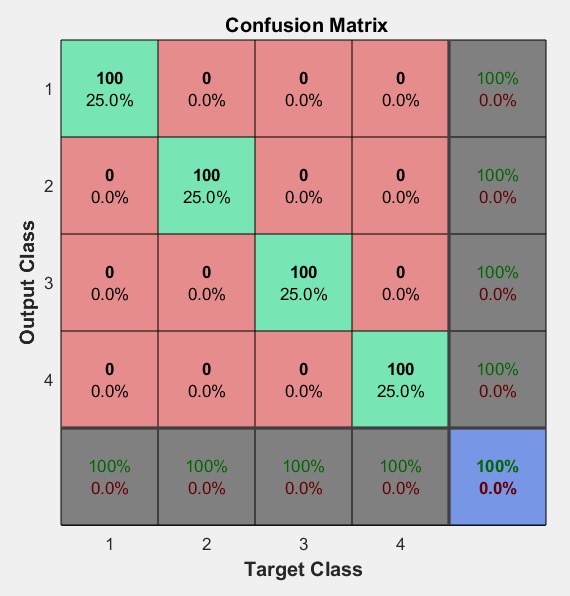 Confusion Matrix
1
100 0 0 0 100%
25.0% 0.0% 0.0% 0.0% 0.0%
2
0 100 0 0 100%
0.0% 25.0% 0.0% 0.0% 0.0%
3
0 0 100 0 100%
0.0% 0.0% 25.0% 0.0% 0.0%
4
0 0 0 100 100%
0.0% 0.0% 0.0% 25.0% 0.0%
100% 100% 100% 100% 100%
0.0% 0.0% 0.0% 0.0% 0.0%
Output Class
1 2 3 4
Target Class